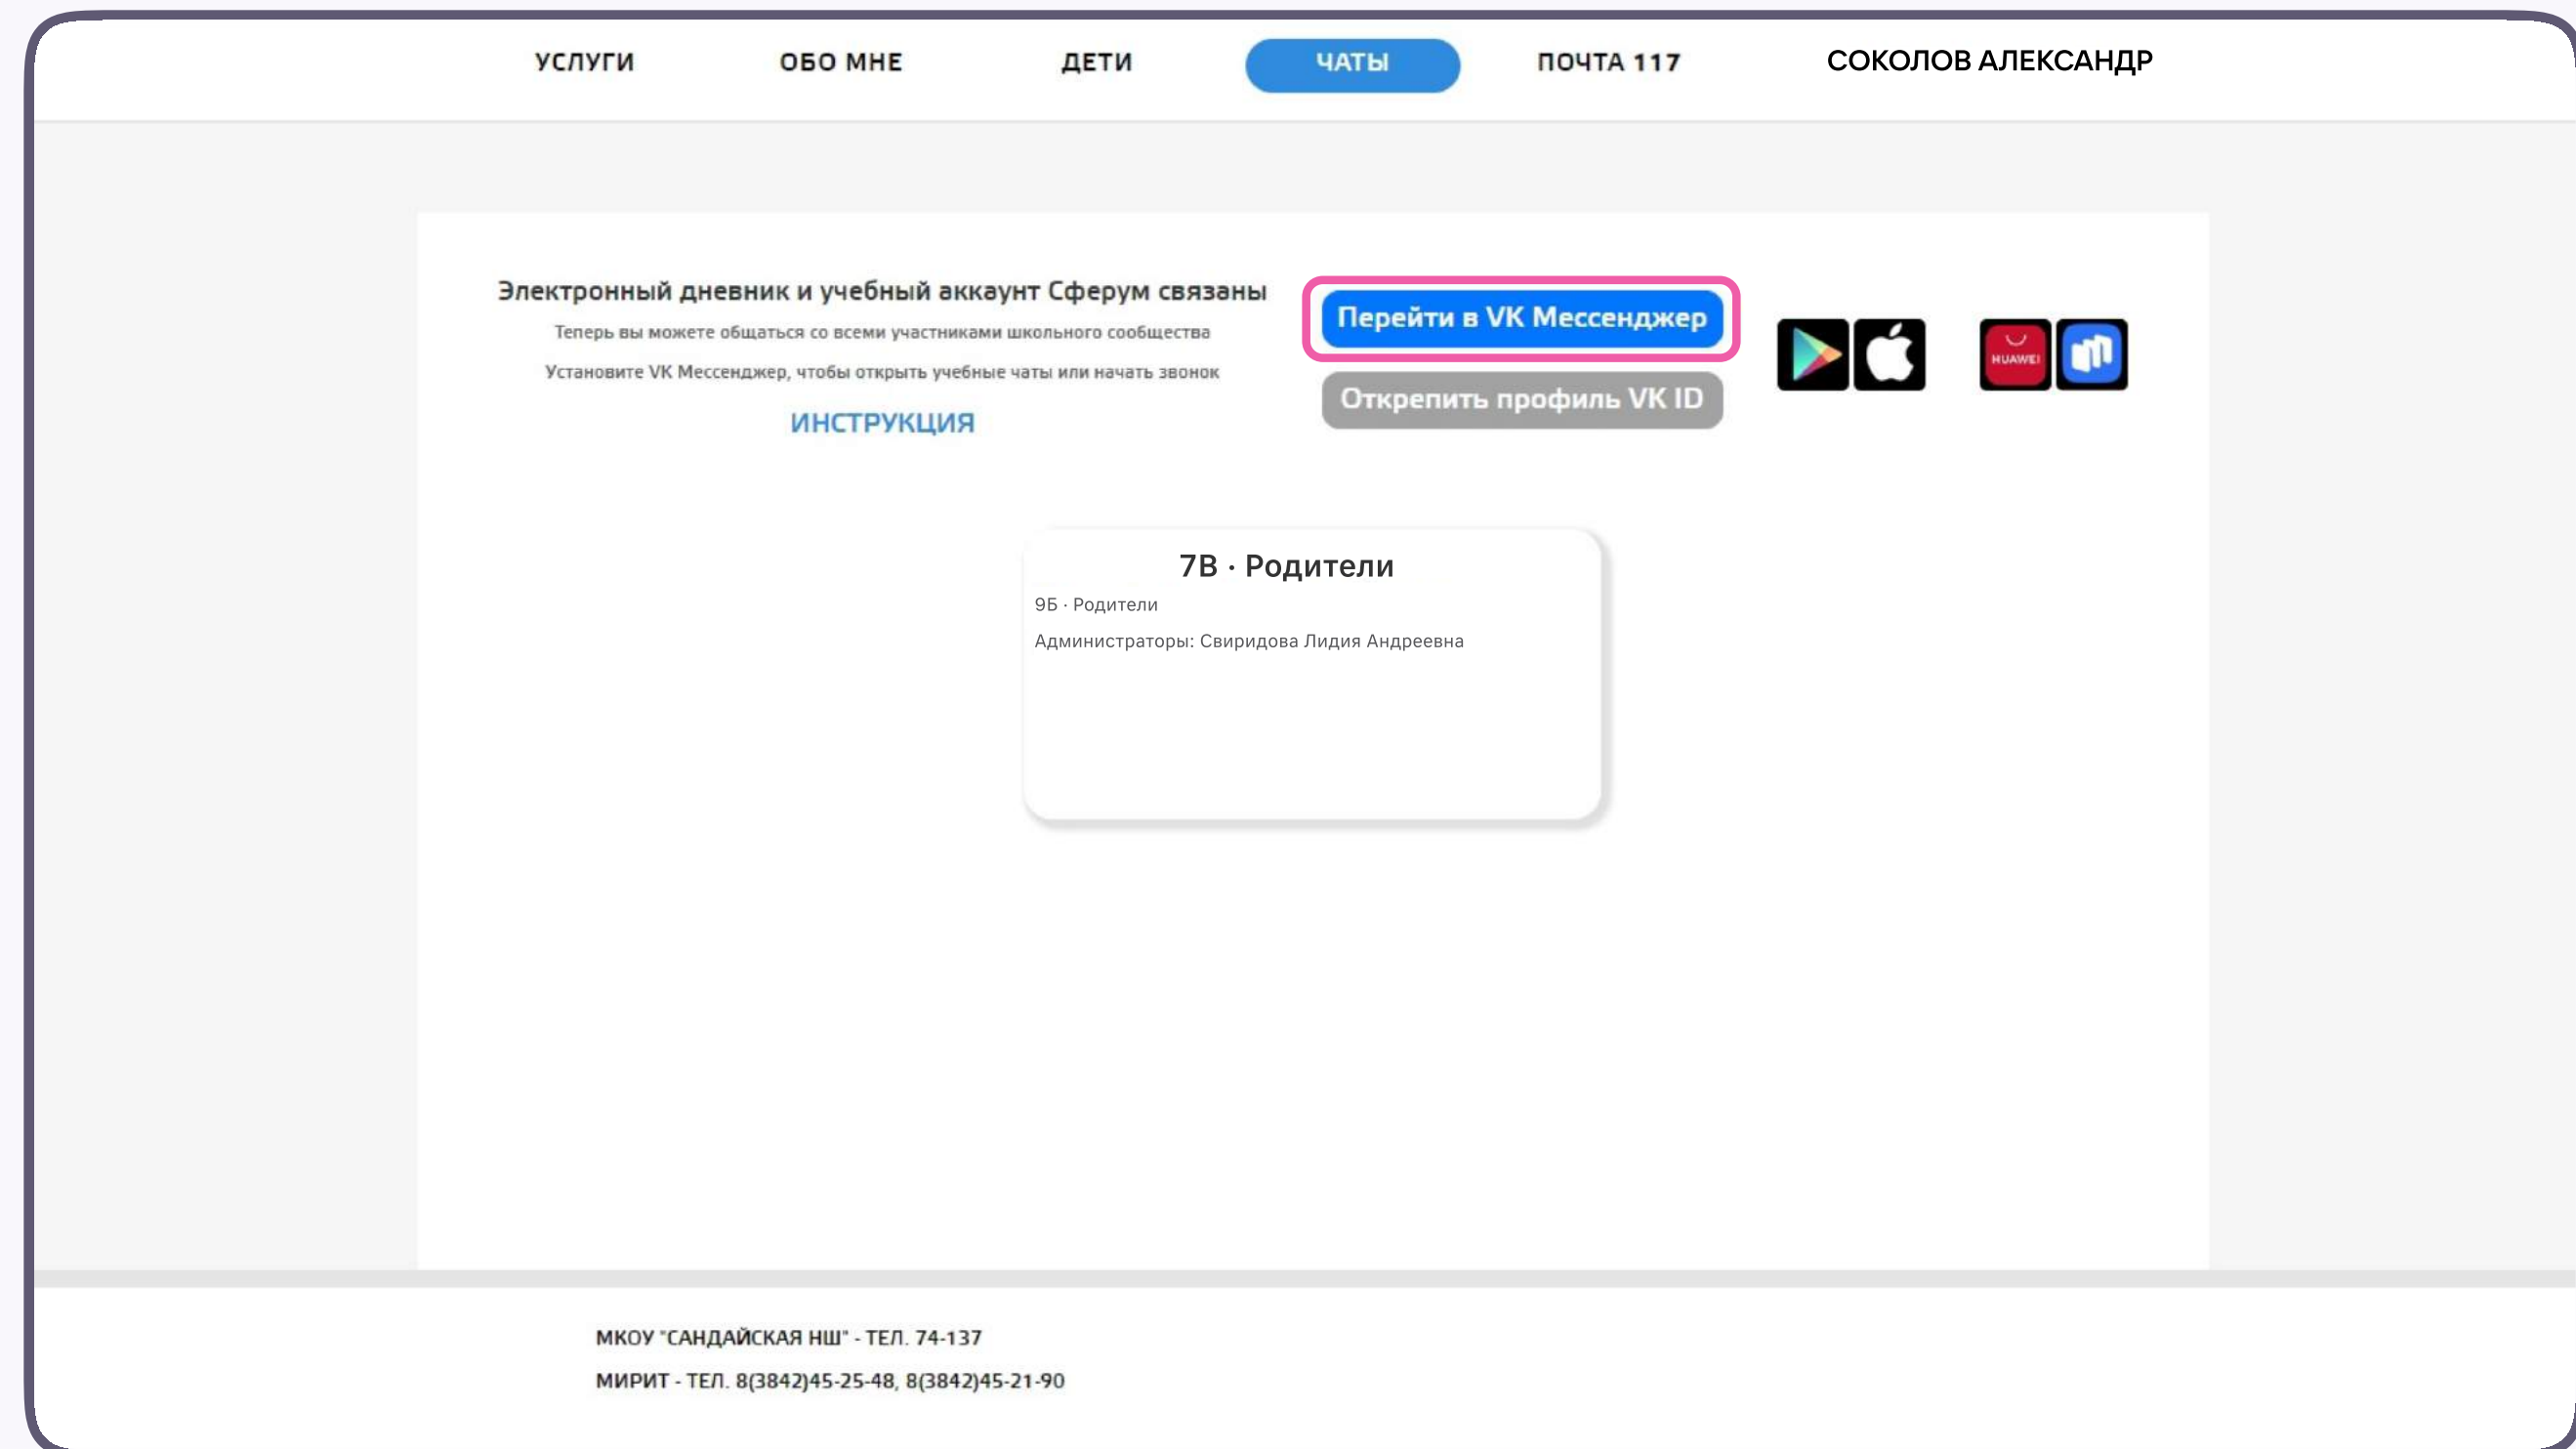 УСЛУГИ ОБО МНЕ ДЕТИ ЧАТЫ ПОЧТА 117 СОКОЛОВ АЛЕКСАНДР
Электронный дневник и учебный аккаунт Сферум связаны
Теперь вы можете общаться со всеми участниками школьного сообщества
Установите VK Мессенджер, чтобы открыть учебные чаты или начать звонок
ИНСТРУКЦИЯ
Перейти в VK Мессенджер
Открепить профиль VK ID
HUAWEI
7В · Родители
9Б · Родители
Администраторы: Свиридова Лидия Андреевна
МКОУ "САНДАЙСКАЯ НШ" - ТЕЛ. 74-137
МИРИТ - ТЕЛ. 8(3842)45-25-48, 8(3842)45-21-90